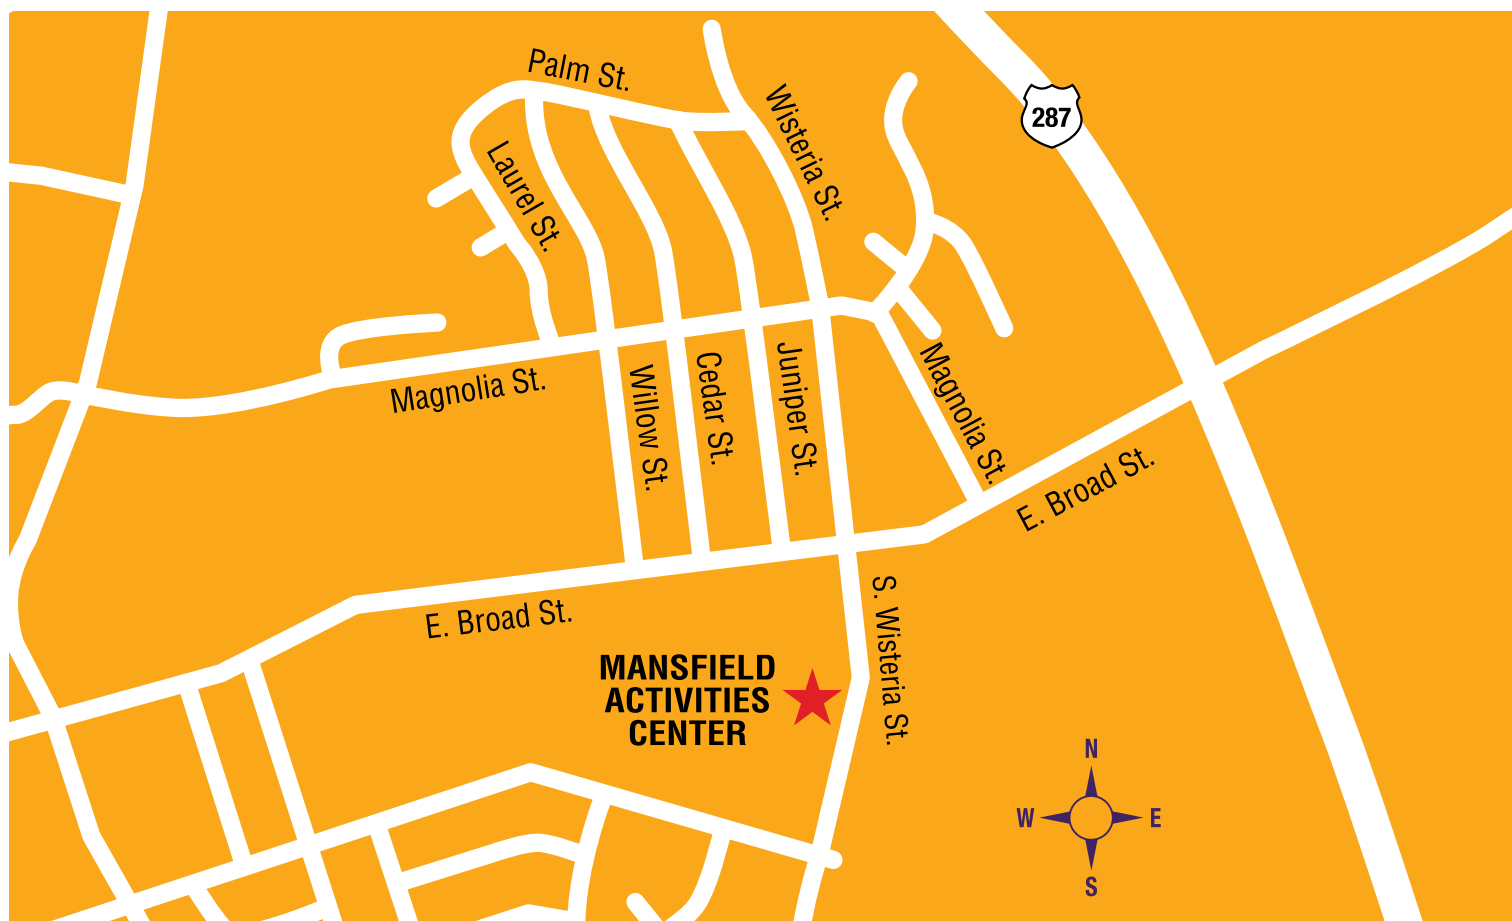 Palm St.
Wisteria St.
287
Laurel St.
Magnolia St.
Willow St.
Cedar St.
Juniper St.
Magnolia St.
E. Broad St.
E. Broad St.
S. Wisteria St.
MANSFIELD
ACTIVITIES
CENTER
N
W
E
S